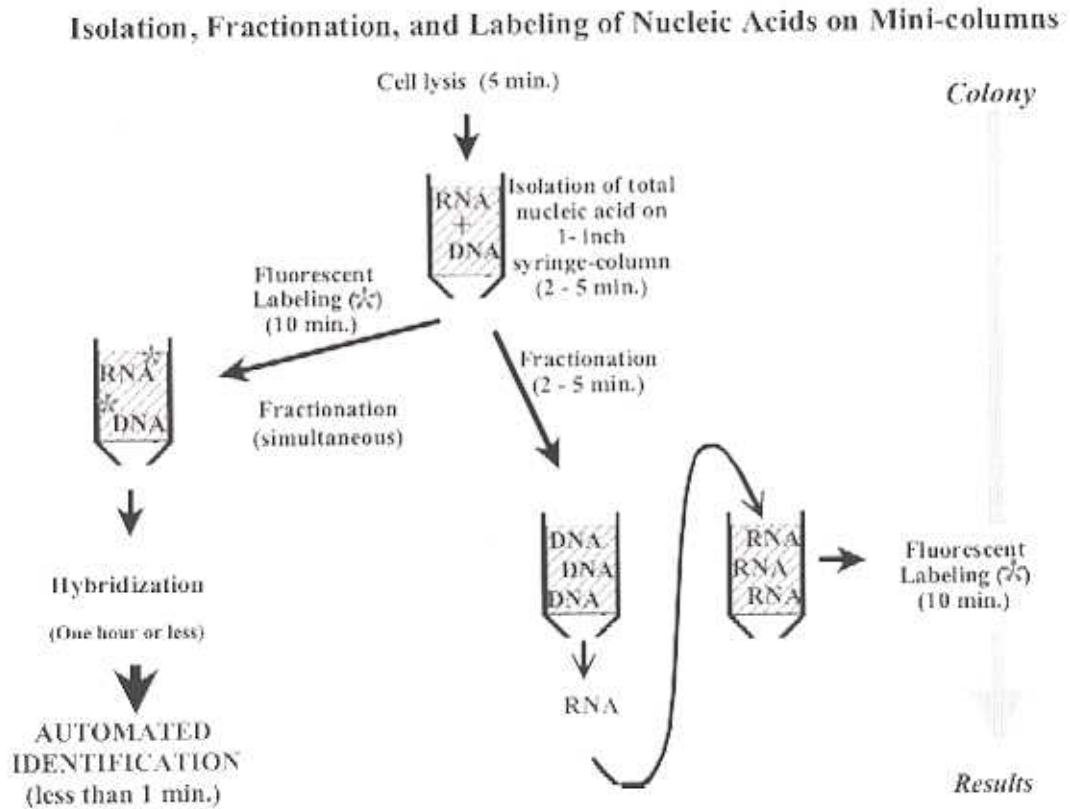 Isolation, Fractionation, and Labeling of Nucleic Acids on Mini-columns
Cell lysis (5 min.)
Colony
RNA
+
DNA
Isolation of total
nucleic acid on
1- inch
syringe-column
(2 - 5 min.)
Fluorescent
Labeling (*)
(10 min.)
RNA*
*DNA
Fractionation
(simultaneous)
Fractionation
(2 - 5 min.)
DNA
DNA
DNA
RNA
RNA
RNA
RNA
Fluorescent
Labeling (*)
(10 min.)
Hybridization
(One hour or less)
AUTOMATED
IDENTIFICATION
(less than 1 min.)
Results